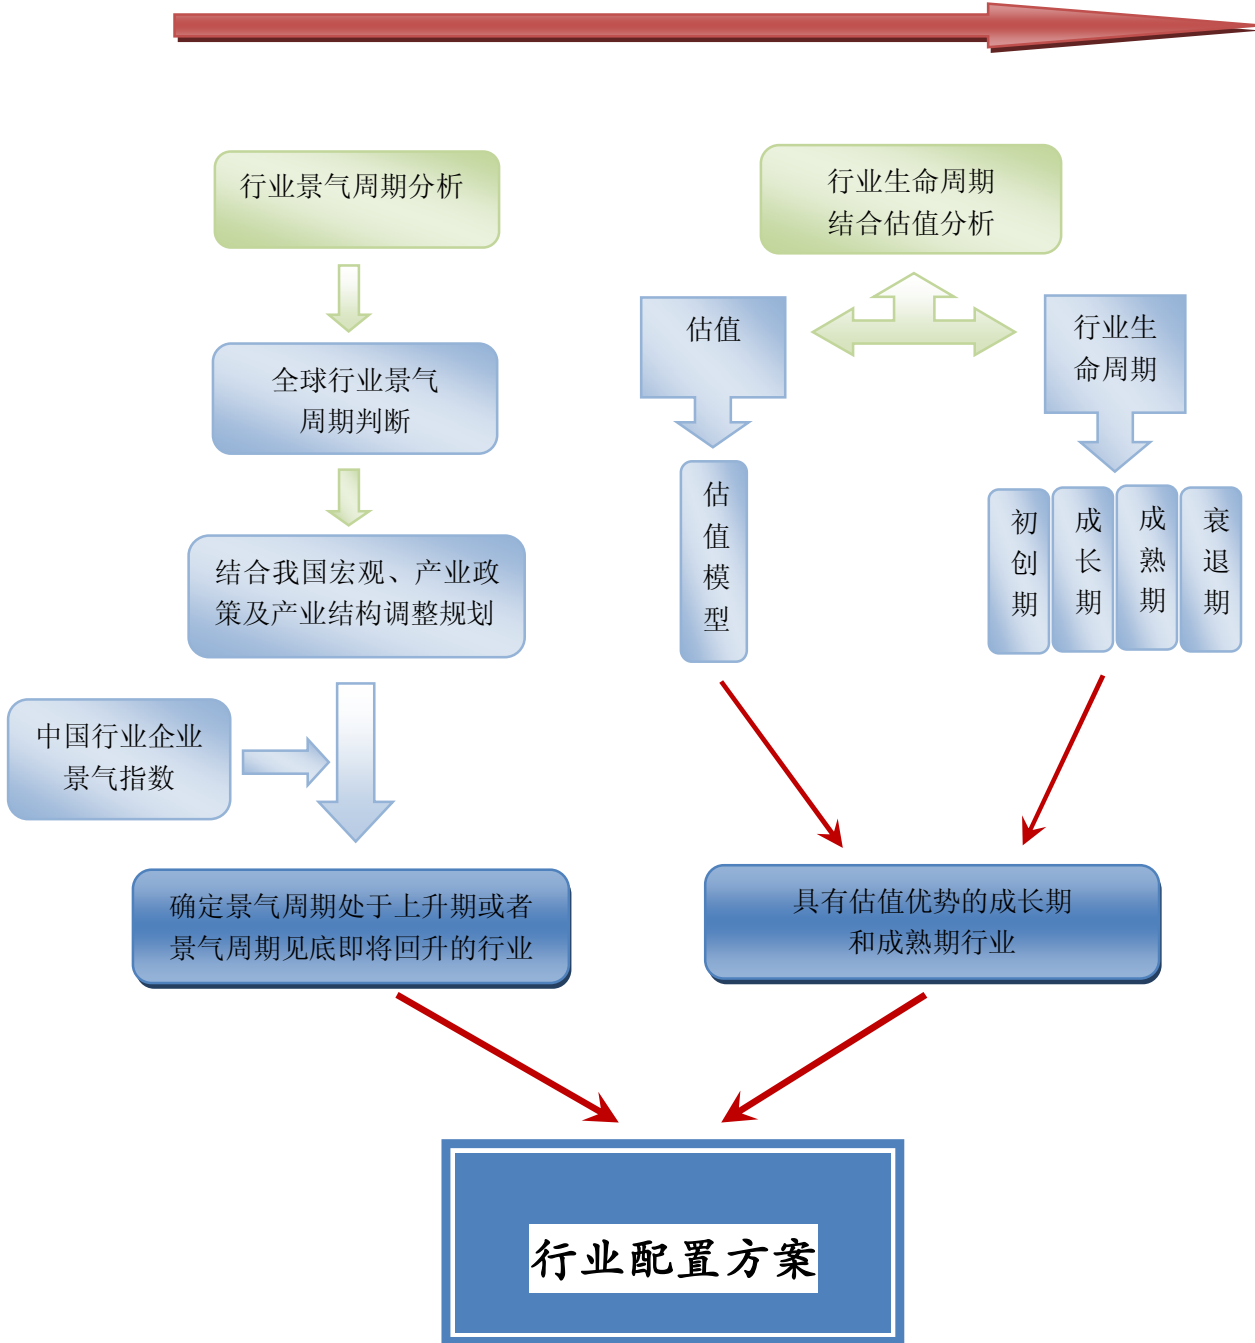 行业景气周期分析
全球行业景气
周期判断
结合我国宏观、产业政
策及产业结构调整规划
中国行业企业
景气指数
确定景气周期处于上升期或者
景气周期见底即将回升的行业
行业生命周期
结合估值分析
估值
行业生
命周期
估值模型
初创期
成长期
成熟期
衰退期
具有估值优势的成长期
和成熟期行业
行业配置方案